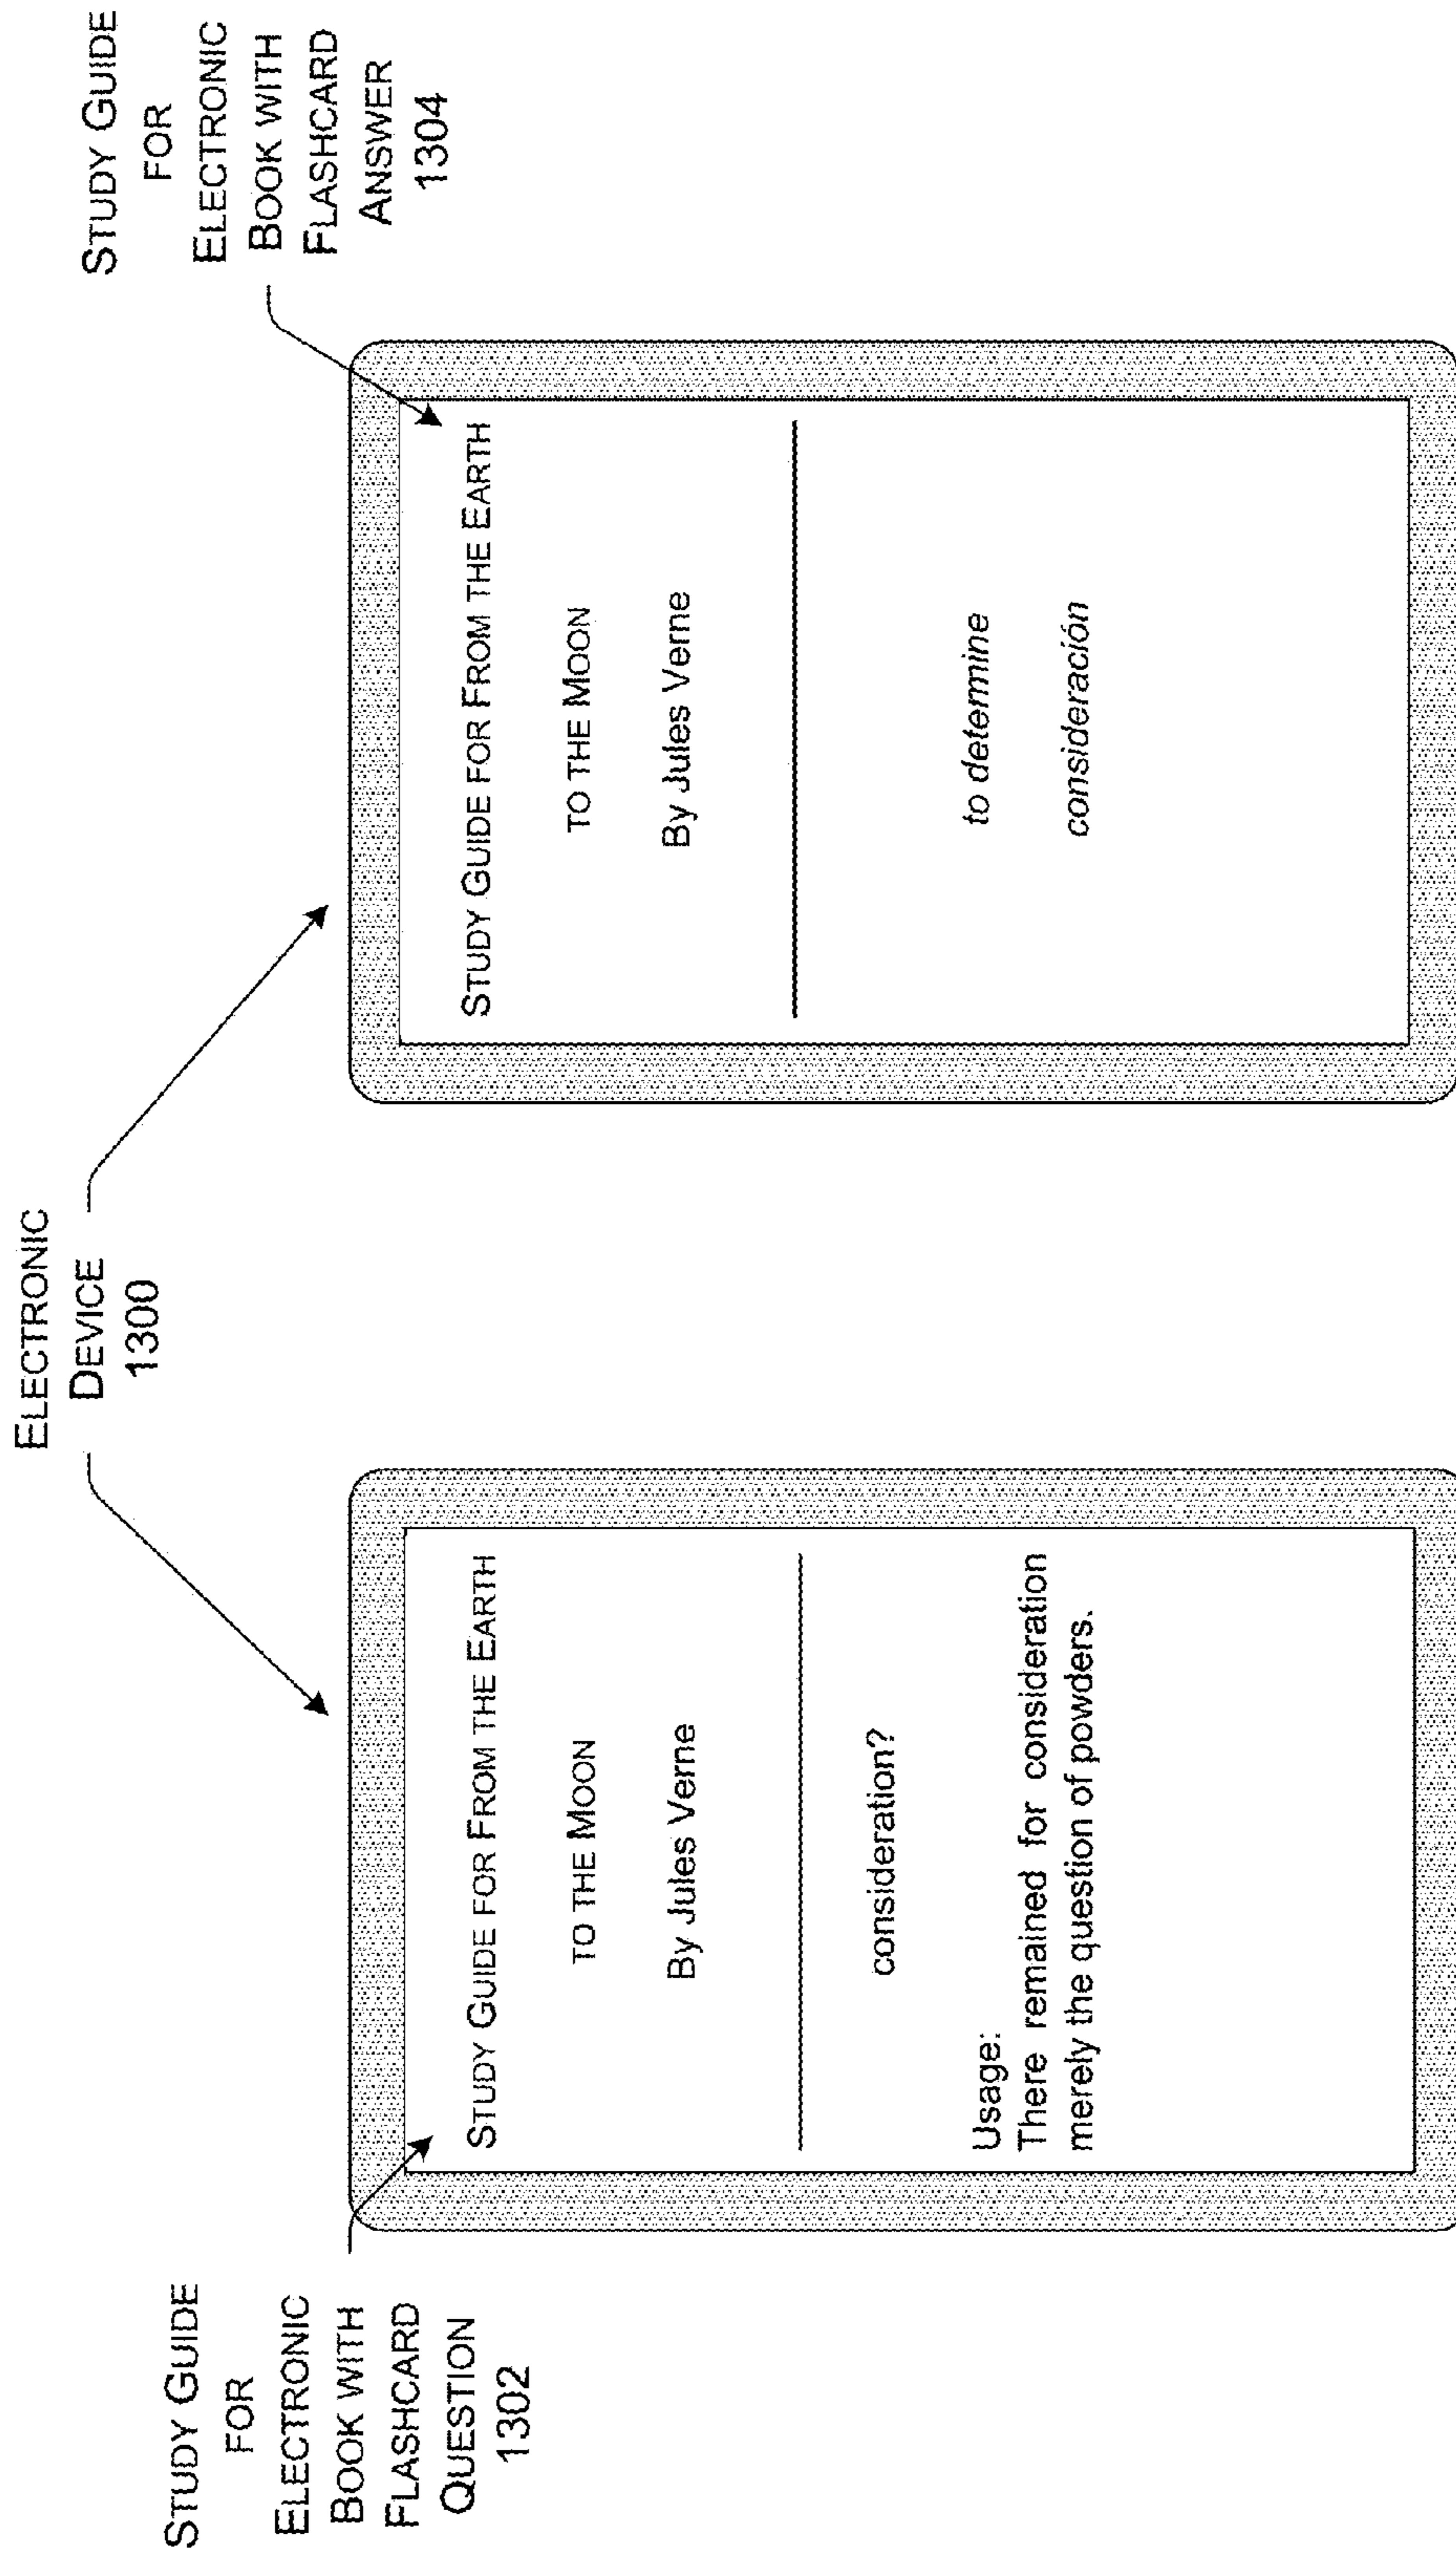 ELECTRONIC
DEVICE
1300
STUDY GUIDE
FOR
ELECTRONIC
BOOK WITH
FLASHCARD
QUESTION
1302
STUDY GUIDE FOR FROM THE EARTH
TO THE MOON
By Jules Verne
consideration?
Usage:
There remained for consideration
merely the question of powders.
STUDY GUIDE
FOR
ELECTRONIC
BOOK WITH
FLASHCARD
ANSWER
1304
STUDY GUIDE FOR FROM THE EARTH
TO THE MOON
By Jules Verne
to determine
consideración